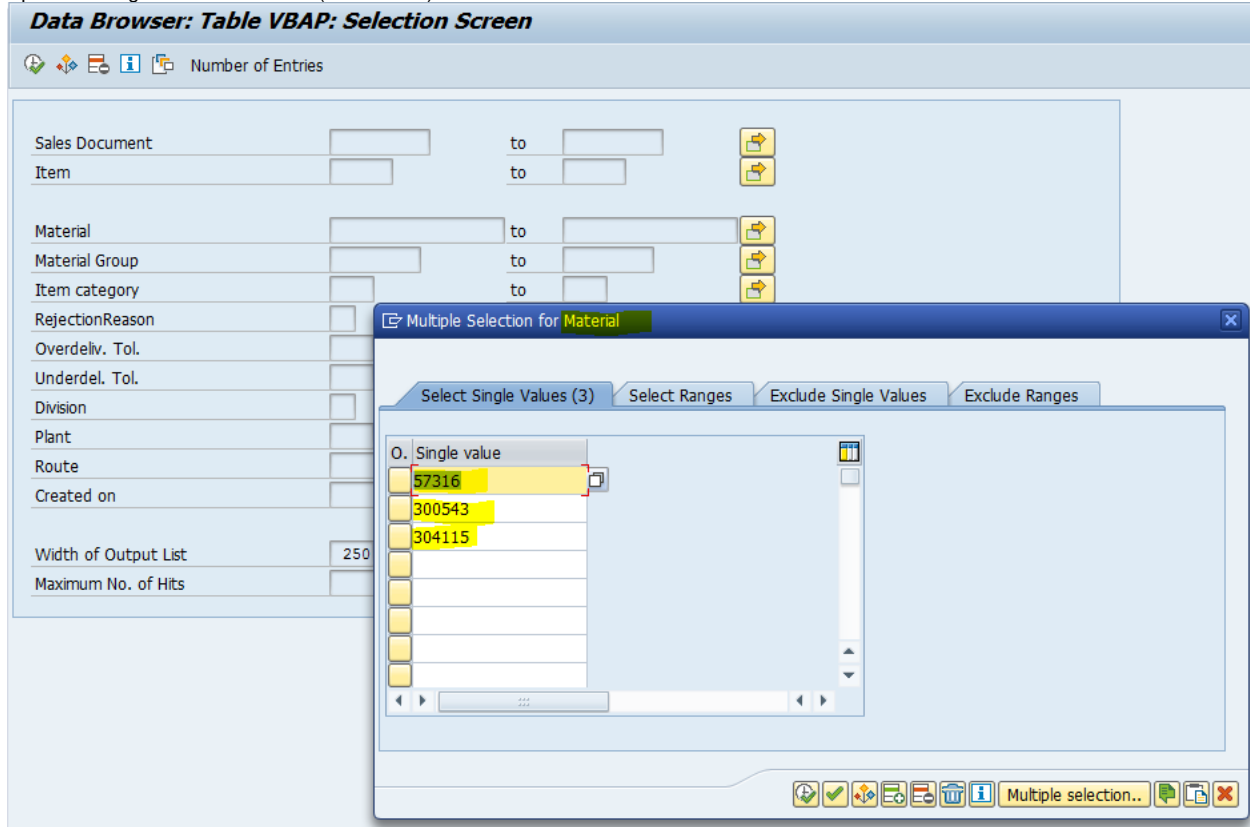 Data Browser: Table VBAP: Selection Screen
Number of Entries
Sales Document to
Item to
Material to
Material Group to
Item category to
RejectionReason
Overdeliv. Tol.
Underdel. Tol.
Division
Plant
Route
Created on
Width of Output List 250
Maximum No. of Hits
Multiple Selection for Material
Select Single Values (3) Select Ranges Exclude Single Values Exclude Ranges
O. Single value
57316
300543
304115
Multiple selection..